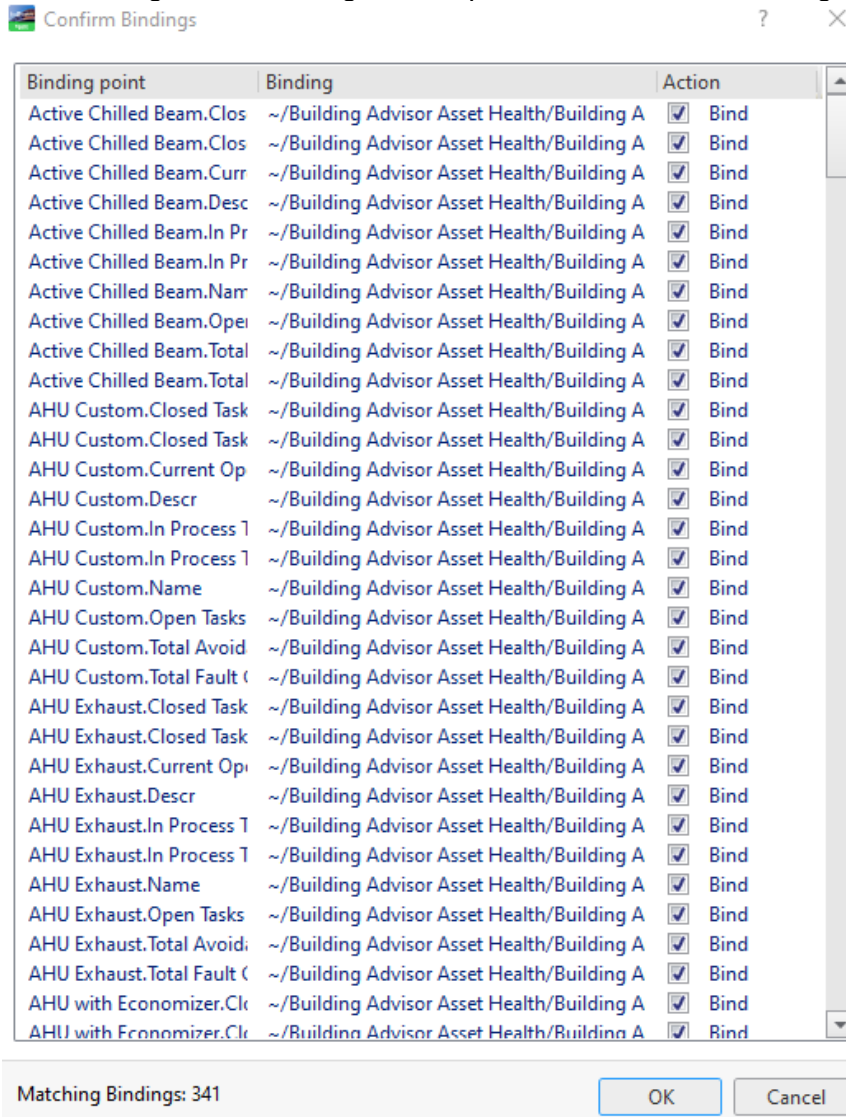 Confirm Bindings
Binding point Binding Action
Active Chilled Beam.Clos ~/Building Advisor Asset Health/Building A Bind
Active Chilled Beam.Clos ~/Building Advisor Asset Health/Building A Bind
Active Chilled Beam.Curr ~/Building Advisor Asset Health/Building A Bind
Active Chilled Beam.Desc ~/Building Advisor Asset Health/Building A Bind
Active Chilled Beam.In Pr ~/Building Advisor Asset Health/Building A Bind
Active Chilled Beam.In Pr ~/Building Advisor Asset Health/Building A Bind
Active Chilled Beam.Nam ~/Building Advisor Asset Health/Building A Bind
Active Chilled Beam.Oper ~/Building Advisor Asset Health/Building A Bind
Active Chilled Beam.Total ~/Building Advisor Asset Health/Building A Bind
Active Chilled Beam.Total ~/Building Advisor Asset Health/Building A Bind
AHU Custom.Closed Task ~/Building Advisor Asset Health/Building A Bind
AHU Custom.Closed Task ~/Building Advisor Asset Health/Building A Bind
AHU Custom.Current Op ~/Building Advisor Asset Health/Building A Bind
AHU Custom.Descr ~/Building Advisor Asset Health/Building A Bind
AHU Custom.In Process T ~/Building Advisor Asset Health/Building A Bind
AHU Custom.In Process T ~/Building Advisor Asset Health/Building A Bind
AHU Custom.Name ~/Building Advisor Asset Health/Building A Bind
AHU Custom.Open Tasks ~/Building Advisor Asset Health/Building A Bind
AHU Custom.Total Avoid ~/Building Advisor Asset Health/Building A Bind
AHU Custom.Total Fault ~/Building Advisor Asset Health/Building A Bind
AHU Exhaust.Closed Task ~/Building Advisor Asset Health/Building A Bind
AHU Exhaust.Closed Task ~/Building Advisor Asset Health/Building A Bind
AHU Exhaust.Current Op ~/Building Advisor Asset Health/Building A Bind
AHU Exhaust.Descr ~/Building Advisor Asset Health/Building A Bind
AHU Exhaust.In Process T ~/Building Advisor Asset Health/Building A Bind
AHU Exhaust.In Process T ~/Building Advisor Asset Health/Building A Bind
AHU Exhaust.Name ~/Building Advisor Asset Health/Building A Bind
AHU Exhaust.Open Tasks ~/Building Advisor Asset Health/Building A Bind
AHU Exhaust.Total Avoid ~/Building Advisor Asset Health/Building A Bind
AHU Exhaust.Total Fault ~/Building Advisor Asset Health/Building A Bind
AHU with Economizer.Clo ~/Building Advisor Asset Health/Building A Bind
AHU with Economizer.Clo ~/Building Advisor Asset Health/Building A Bind
Matching Bindings: 341 OK Cancel